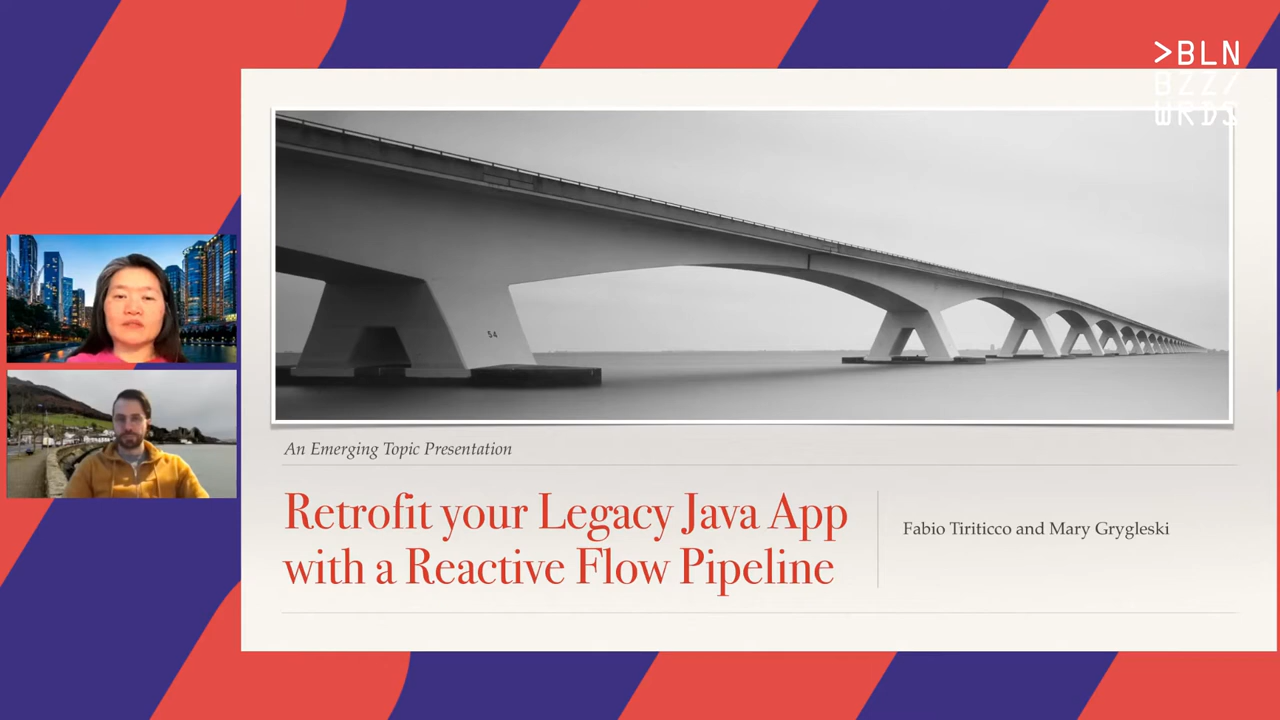 >BLN
BZZ/
WRDS
54
An Emerging Topic Presentation
Retrofit your Legacy Java App
with a Reactive Flow Pipeline
Fabio Tiriticco and Mary Grygleski